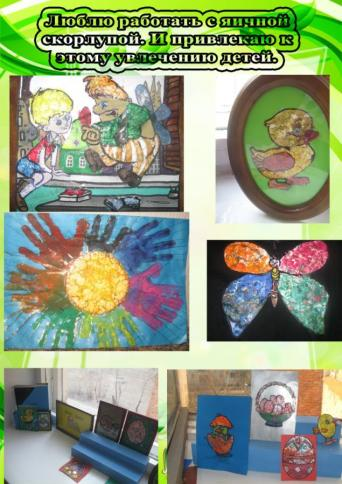 Люблю работать с яичной
скорлупой. И привлекаю к
этому увлечению детей.